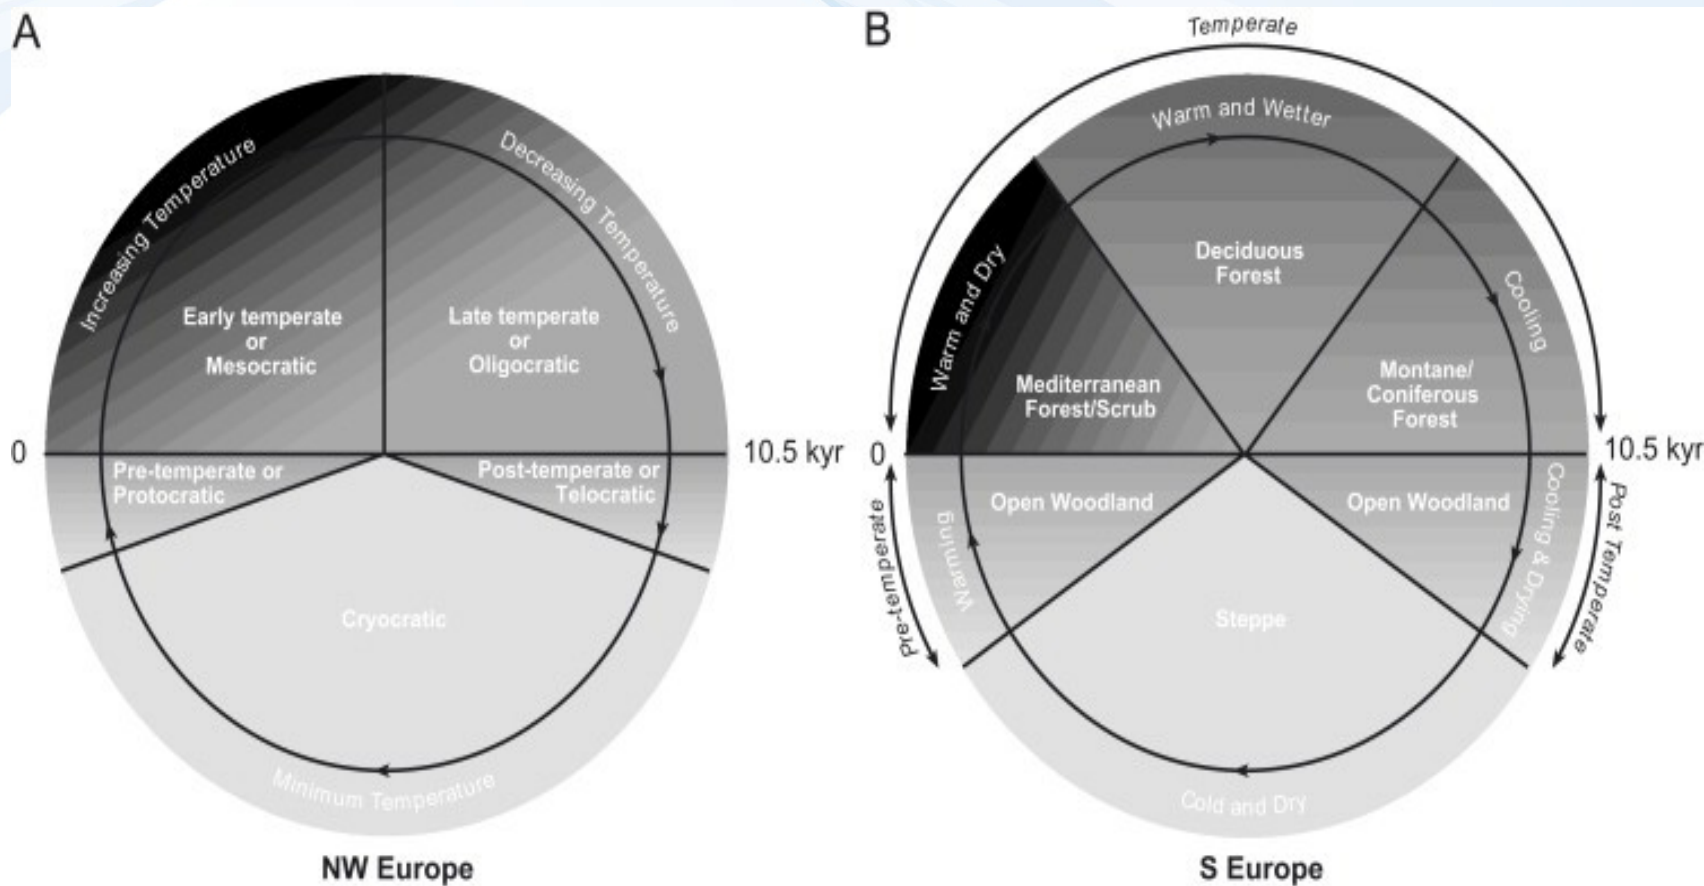 A
Increasing Temperature
Decreasing Temperature
Early temperate
or
Mesocratic
Late temperate
or
Oligocratic
0
10.5 kyr
Pre-temperate or
Protocratic
Post-temperate or
Telocratic
Cryocratic
Minimum Temperature
NW Europe
B
Temperate
Warm and Wetter
Warm and Dry
Cooling
Deciduous
Forest
Mediterranean
Forest/Scrub
Montane/
Coniferous
Forest
0
10.5 kyr
Pre-temperate
Warming
Open Woodland
Open Woodland
Cooling & Drying
Post Temperate
Steppe
Cold and Dry
S Europe